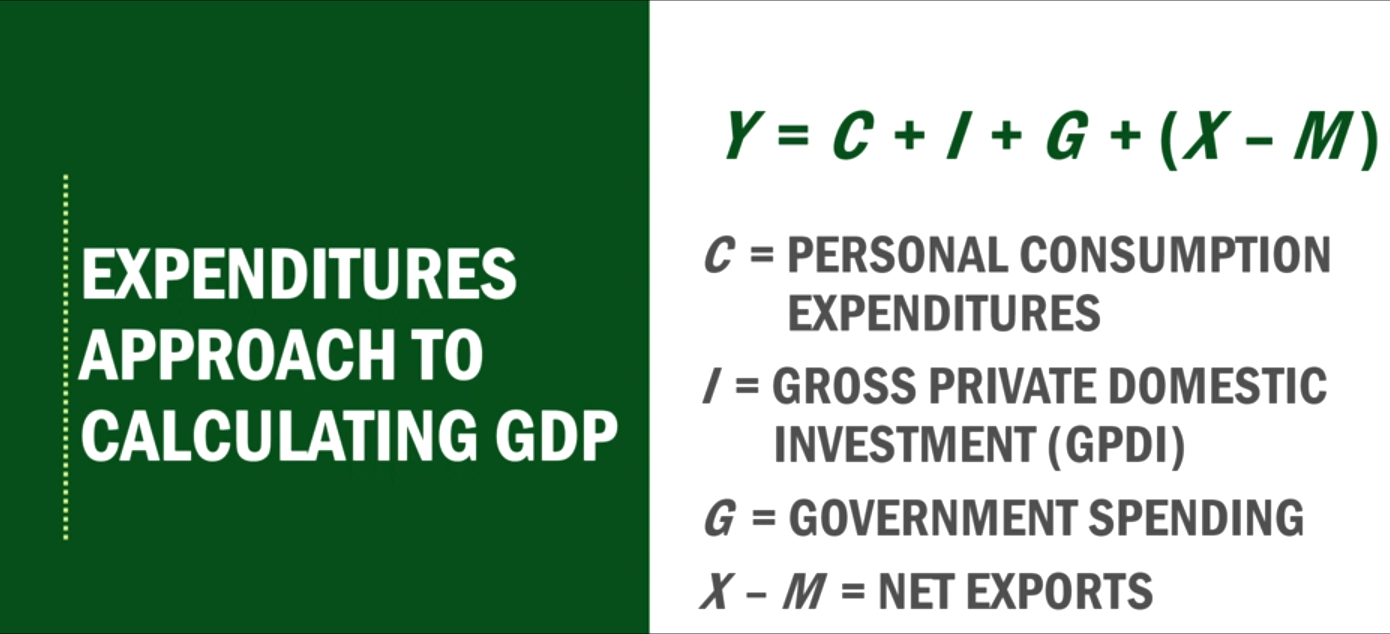 EXPENDITURES
APPROACH TO
CALCULATING GDP
Y = C + I + G + (X – M)
C = PERSONAL CONSUMPTION
EXPENDITURES
I = GROSS PRIVATE DOMESTIC
INVESTMENT (GPDI)
G = GOVERNMENT SPENDING
X – M = NET EXPORTS